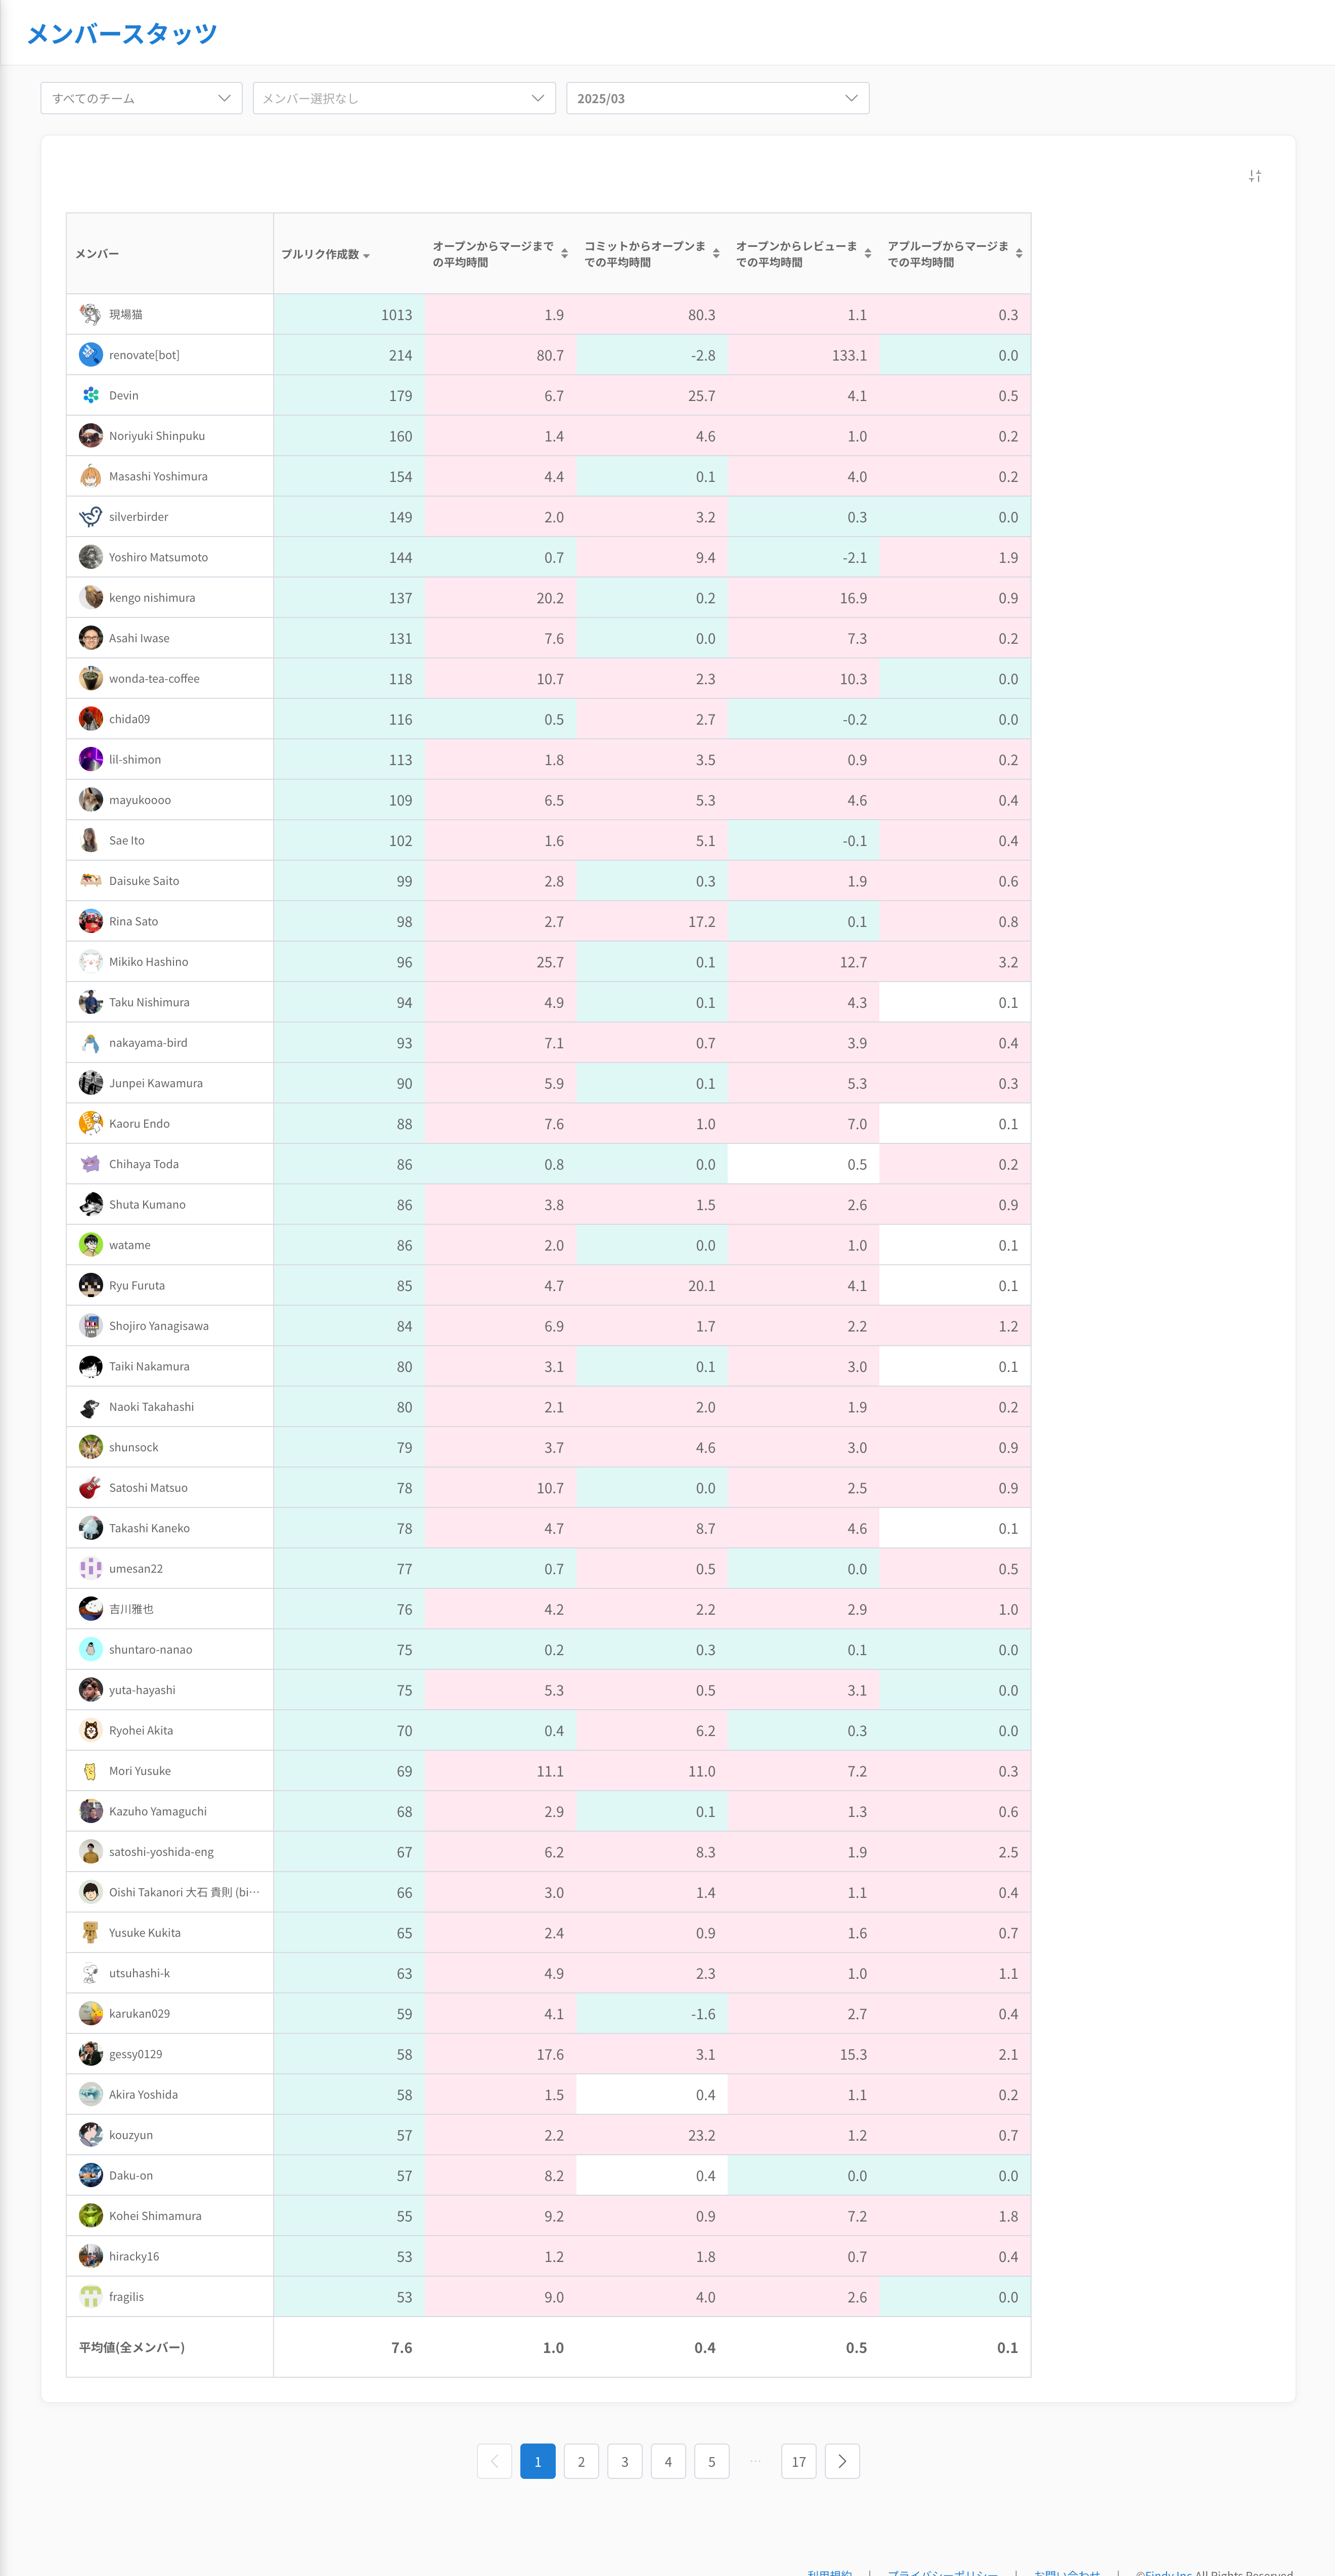 メンバースタッツ
すべてのチーム メンバー選択なし 2025/03
メンバー プルリク作成数 オープンからマージまでの平均時間 コミットからオープンまでの平均時間 オープンからレビューまでの平均時間 アプルーブからマージまでの平均時間
現場猫 1013 1.9 80.3 1.1 0.3
renovate[bot] 214 80.7 -2.8 133.1 0.0
Devin 179 6.7 25.7 4.1 0.5
Noriyuki Shinpuku 160 1.4 4.6 1.0 0.2
Masashi Yoshimura 154 4.4 0.1 4.0 0.2
silverbirder 149 2.0 3.2 0.3 0.0
Yoshiro Matsumoto 144 0.7 9.4 -2.1 1.9
kengo nishimura 137 20.2 0.2 16.9 0.9
Asahi Iwase 131 7.6 0.0 7.3 0.2
wonda-tea-coffee 118 10.7 2.3 10.3 0.0
chida09 116 0.5 2.7 -0.2 0.0
lil-shimon 113 1.8 3.5 0.9 0.2
mayukoooo 109 6.5 5.3 4.6 0.4
Sae Ito 102 1.6 5.1 -0.1 0.4
Daisuke Saito 99 2.8 0.3 1.9 0.6
Rina Sato 98 2.7 17.2 0.1 0.8
Mikiko Hashino 96 25.7 0.1 12.7 3.2
Taku Nishimura 94 4.9 0.1 4.3 0.1
nakayama-bird 93 7.1 0.7 3.9 0.4
Junpei Kawamura 90 5.9 0.1 5.3 0.3
Kaoru Endo 88 7.6 1.0 7.0 0.1
Chihaya Toda 86 0.8 0.0 0.5 0.2
Shuta Kumano 86 3.8 1.5 2.6 0.9
watame 86 2.0 0.0 1.0 0.1
Ryu Furuta 85 4.7 20.1 4.1 0.1
Shojiro Yanagisawa 84 6.9 1.7 2.2 1.2
Taiki Nakamura 80 3.1 0.1 3.0 0.1
Naoki Takahashi 80 2.1 2.0 1.9 0.2
shunsock 79 3.7 4.6 3.0 0.9
Satoshi Matsuo 78 10.7 0.0 2.5 0.9
Takashi Kaneko 78 4.7 8.7 4.6 0.1
umesan22 77 0.7 0.5 0.0 0.5
吉川雅也 76 4.2 2.2 2.9 1.0
shuntaro-nanao 75 0.2 0.3 0.1 0.0
yuta-hayashi 75 5.3 0.5 3.1 0.0
Ryohei Akita 70 0.4 6.2 0.3 0.0
Mori Yusuke 69 11.1 11.0 7.2 0.3
Kazuho Yamaguchi 68 2.9 0.1 1.3 0.6
satoshi-yoshida-eng 67 6.2 8.3 1.9 2.5
Oishi Takanori 大石 貴則 (bi… 66 3.0 1.4 1.1 0.4
Yusuke Kukita 65 2.4 0.9 1.6 0.7
utsuhashi-k 63 4.9 2.3 1.0 1.1
karukan029 59 4.1 -1.6 2.7 0.4
gessy0129 58 17.6 3.1 15.3 2.1
Akira Yoshida 58 1.5 0.4 1.1 0.2
kouzyun 57 2.2 23.2 1.2 0.7
Daku-on 57 8.2 0.4 0.0 0.0
Kohei Shimamura 55 9.2 0.9 7.2 1.8
hiracky16 53 1.2 1.8 0.7 0.4
fragilis 53 9.0 4.0 2.6 0.0
平均値(全メンバー) 7.6 1.0 0.4 0.5 0.1
1 2 3 4 5 ... 17
利用規約 | プライバシーポリシー | お問い合わせ | ©Findy Inc. All Rights Reserved.